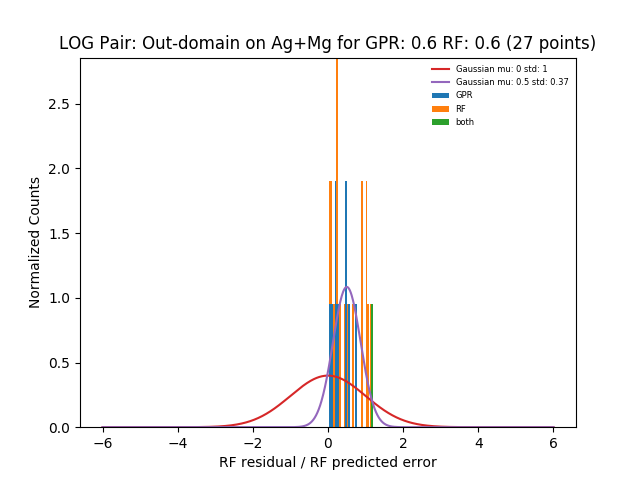 LOG Pair: Out-domain on Ag+Mg for GPR: 0.6 RF: 0.6 (27 points)
Gaussian mu: 0 std: 1
Gaussian mu: 0.5 std: 0.37
GPR
RF
both
Normalized Counts
2.5
2.0
1.5
1.0
0.5
0.0
−6 −4 −2 0 2 4 6
RF residual / RF predicted error